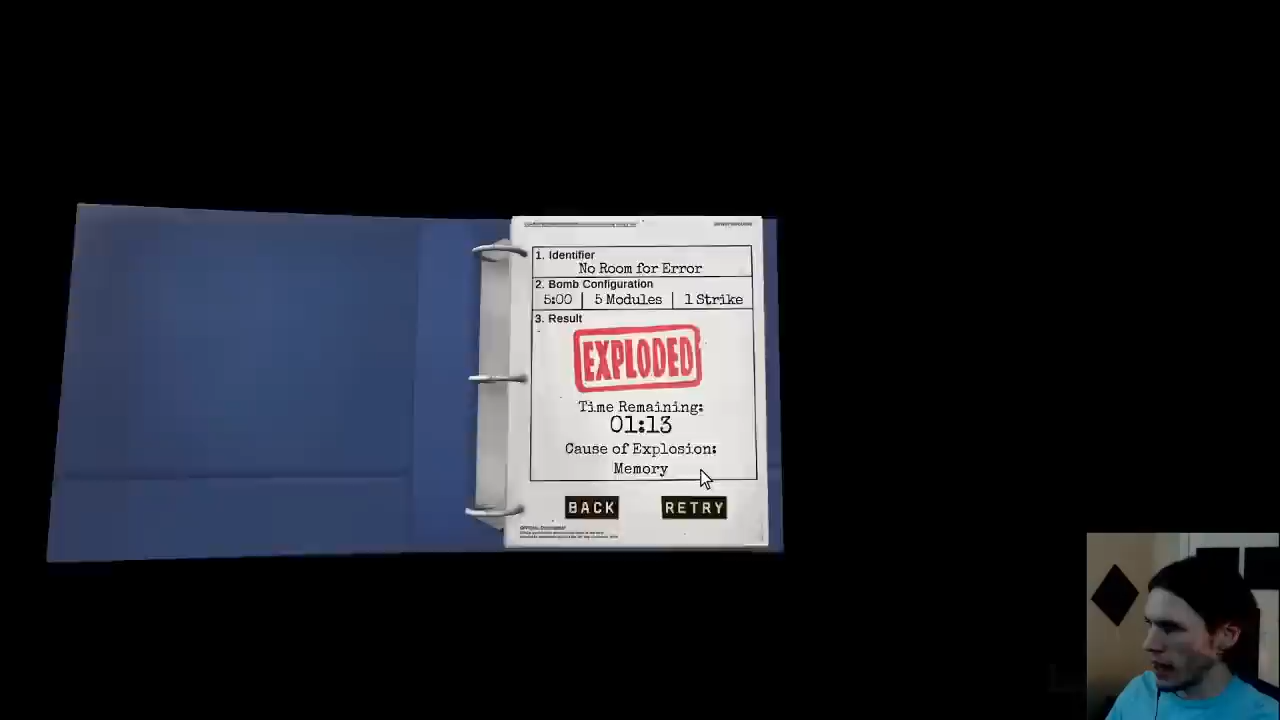 1. Identifier
No Room for Error
2. Bomb Configuration
5:00 | 5 Modules | 1 Strike
3. Result
EXPLODED
Time Remaining:
01:13
Cause of Explosion:
Memory
BACK RETRY